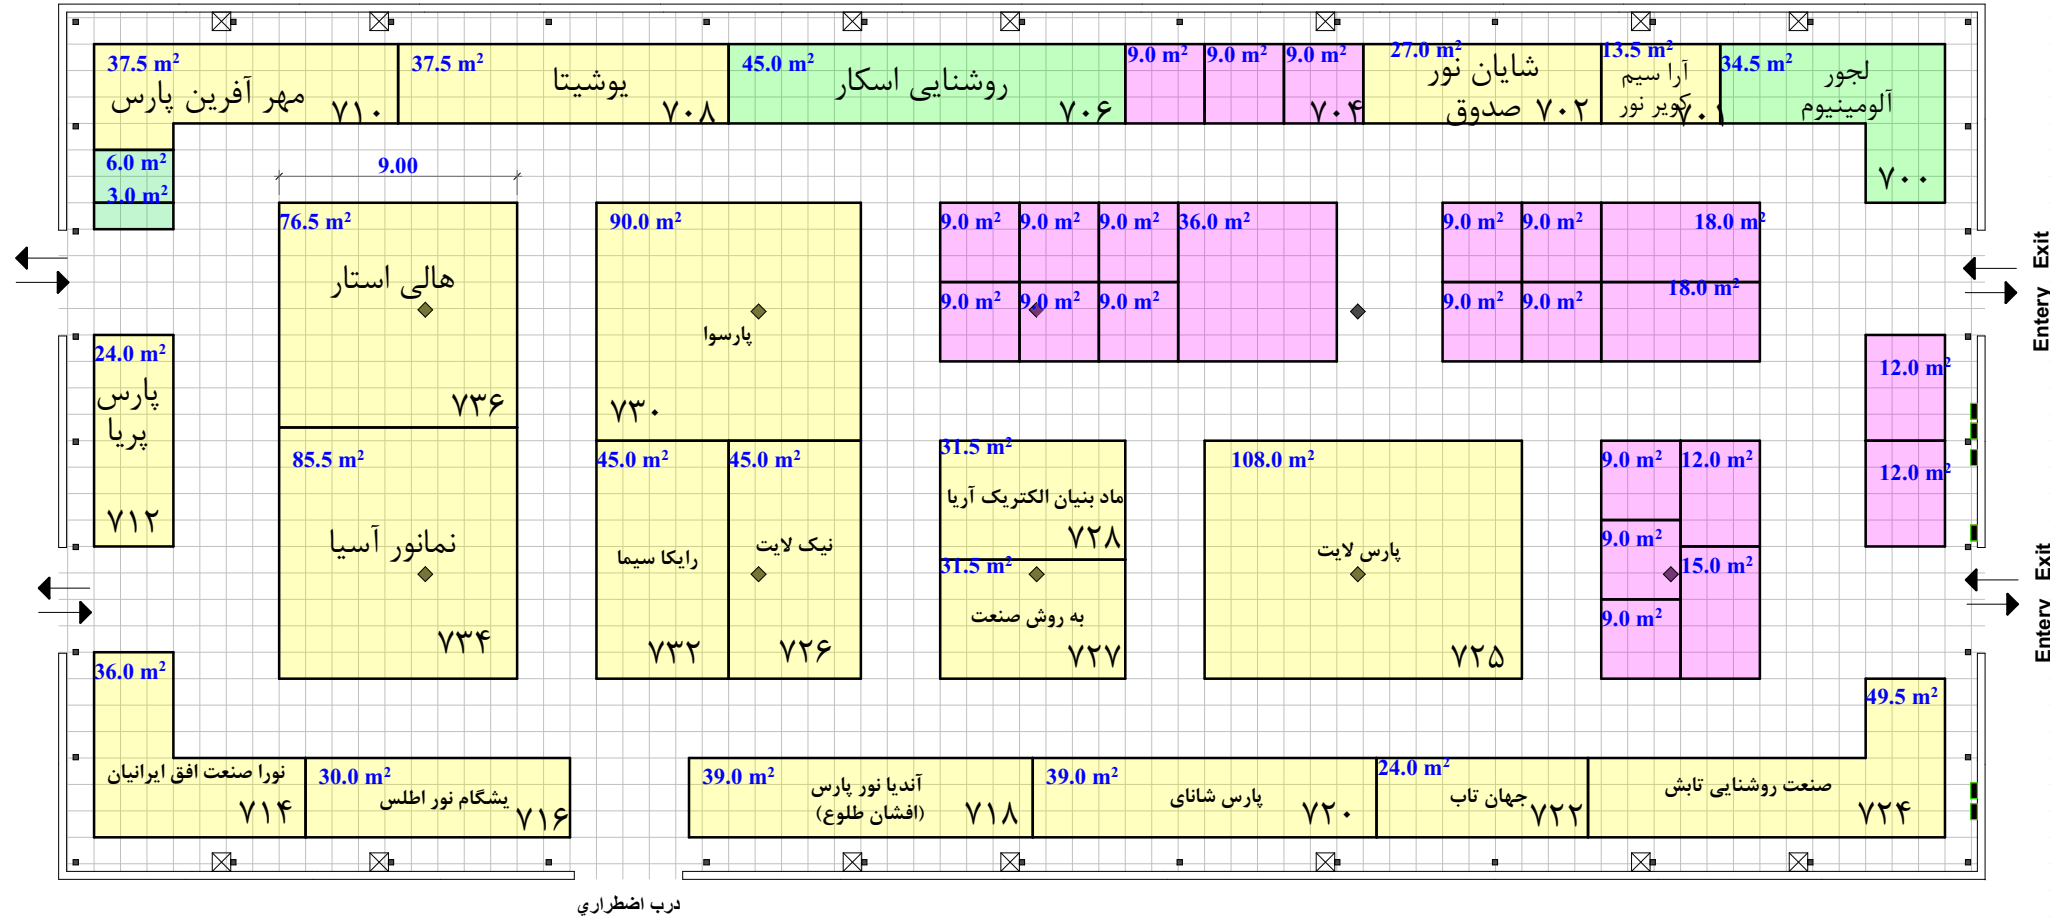 37.5 m²
مهر آفرین پارس
۷۱۰
37.5 m²
یوشیتا
۷۰۸
45.0 m²
روشنایی اسکار
۷۰۶
9.0 m²
9.0 m²
9.0 m²
۷۰۴
27.0 m²
شایان نور
صدوق
۷۰۲
13.5 m²
آرا سیم
کویر نور
۷۰۱
34.5 m²
لجور
آلومینیوم
۷۰۰
6.0 m²
3.0 m²
9.00
76.5 m²
هالی استار
۷۳۶
90.0 m²
پارسوا
۷۳۰
9.0 m²
9.0 m²
9.0 m²
36.0 m²
9.0 m²
9.0 m²
9.0 m²
9.0 m²
9.0 m²
18.0 m²
9.0 m²
9.0 m²
18.0 m²
Entery Exit
24.0 m²
پارس
پریا
۷۱۲
85.5 m²
نمانور آسیا
۷۳۴
45.0 m²
رایکا سیما
۷۳۲
45.0 m²
نیک لایت
۷۲۶
31.5 m²
ماد بنیان الکتریک آریا
۷۲۸
31.5 m²
به روش صنعت
۷۲۷
108.0 m²
پارس لایت
۷۲۵
9.0 m²
12.0 m²
9.0 m²
15.0 m²
9.0 m²
12.0 m²
12.0 m²
Entery Exit
36.0 m²
نورا صنعت افق ایرانیان
۷۱۴
30.0 m²
یشگام نور اطلس
۷۱۶
39.0 m²
آندیا نور پارس
(افشان طلوع)
۷۱۸
39.0 m²
پارس شانای
۷۲۰
24.0 m²
جهان تاب
۷۲۲
49.5 m²
صنعت روشنایی تابش
۷۲۴
درب اضطراري